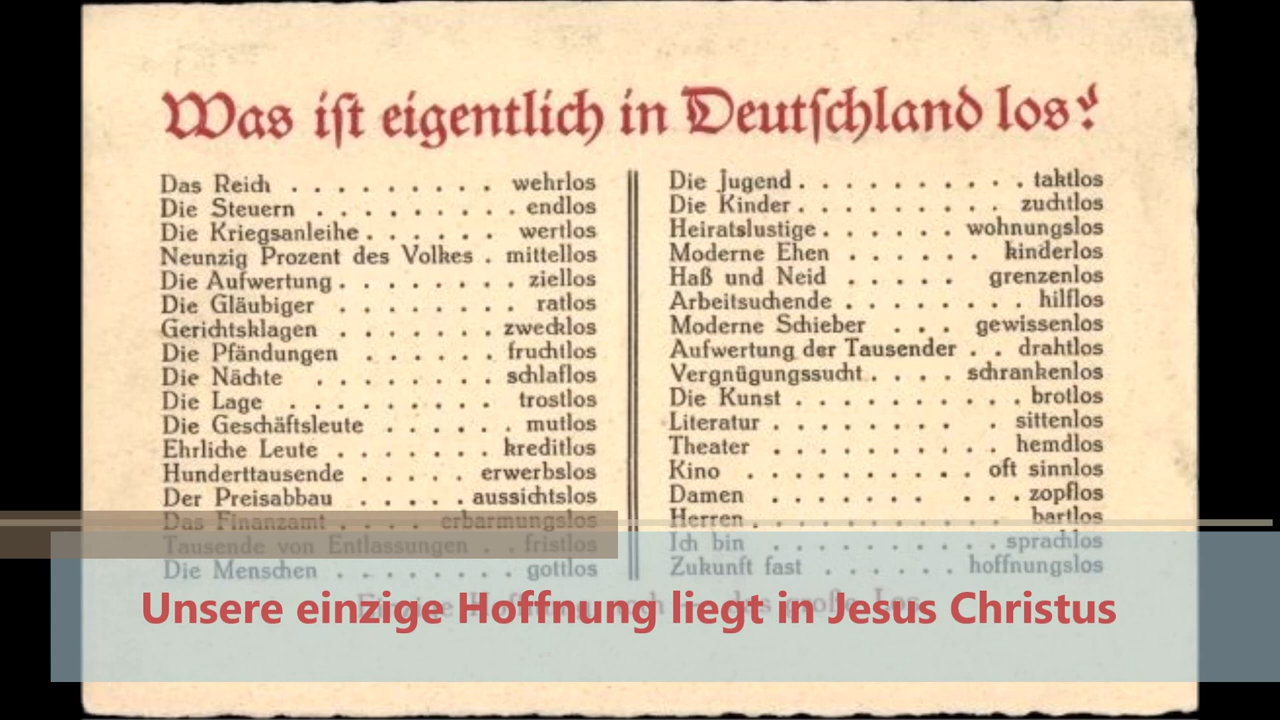 Was ist eigentlich in Deutschland los?
Das Reich . . . . . . . . . wehrlos
Die Steuern . . . . . . . . . endlos
Die Kriegsanleihe . . . . . . wertlos
Neunzig Prozent des Volkes . mittellos
Die Aufwertung . . . . . . . . ziellos
Die Gläubiger . . . . . . . ratlos
Gerichtsklagen . . . . . . . zwecklos
Die Pfändungen . . . . . . fruchtlos
Die Nächte . . . . . . . . schlaflos
Die Lage . . . . . . . . . trostlos
Die Geschäftsleute . . . . . . mutlos
Ehrliche Leute . . . . . . . kreditlos
Hunderttausende . . . . . erwerbslos
Der Preisabbau . . . . . aussichtslos
Das Finanzamt . . . . erbarmungslos
Tausende von Entlassungen . . fristlos
Die Menschen . . . . . . . . gottlos
Die Jugend . . . . . . . . . . . taktlos
Die Kinder . . . . . . . . . zuchtlos
Heiratslustige . . . . . . wohnungslos
Moderne Ehen . . . . . . kinderlos
Haß und Neid . . . . . grenzenlos
Arbeitsuchende . . . . . . . . hilflos
Moderne Schieber . . . gewissenlos
Aufwertung der Tausender . . drahtlos
Vergnügungssucht . . . . schrankenlos
Die Kunst . . . . . . . . . . brotlos
Literatur . . . . . . . . . sittenlos
Theater . . . . . . . . . hemdlos
Kino . . . . . . . . . . oft sinnlos
Damen . . . . . . . . . . zopflos
Herren . . . . . . . . . . . bartlos
Ich bin . . . . . . . . . . sprachlos
Zukunft fast . . . . . . hoffnungslos
Unsere einzige Hoffnung liegt in Jesus Christus